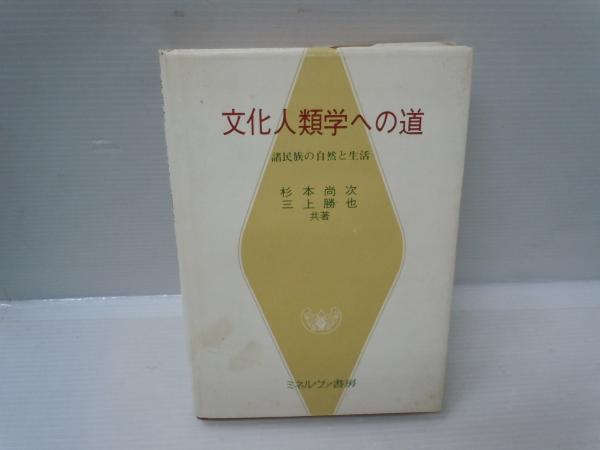 文化人類学への道
諸民族の自然と生活
杉本尚次
三上勝也
共著
ミネルヴァ書房